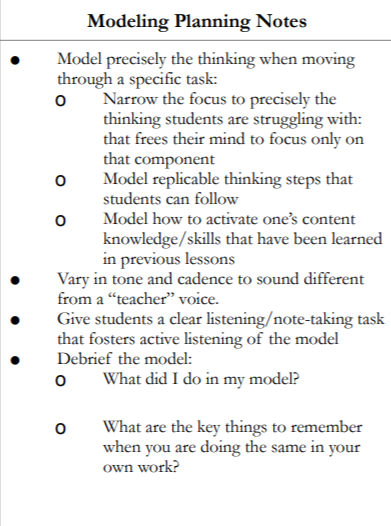 Modeling Planning Notes
● Model precisely the thinking when moving
through a specific task:
o Narrow the focus to precisely the
thinking students are struggling with:
that frees their mind to focus only on
that component
o Model replicable thinking steps that
students can follow
o Model how to activate one’s content
knowledge/skills that have been learned
in previous lessons
● Vary in tone and cadence to sound different
from a “teacher” voice.
● Give students a clear listening/note-taking task
that fosters active listening of the model
● Debrief the model:
o What did I do in my model?
o What are the key things to remember
when you are doing the same in your
own work?